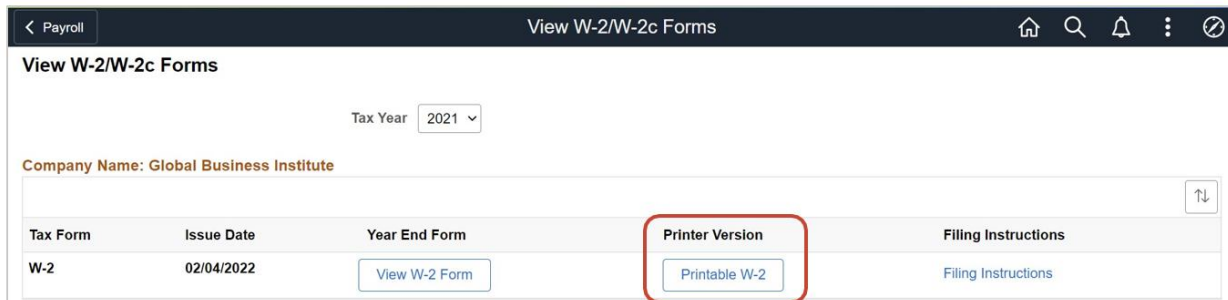 Payroll View W-2/W-2c Forms
View W-2/W-2c Forms
Tax Year 2021
Company Name: Global Business Institute
Tax Form Issue Date Year End Form Printer Version Filing Instructions
W-2 02/04/2022 View W-2 Form Printable W-2 Filing Instructions